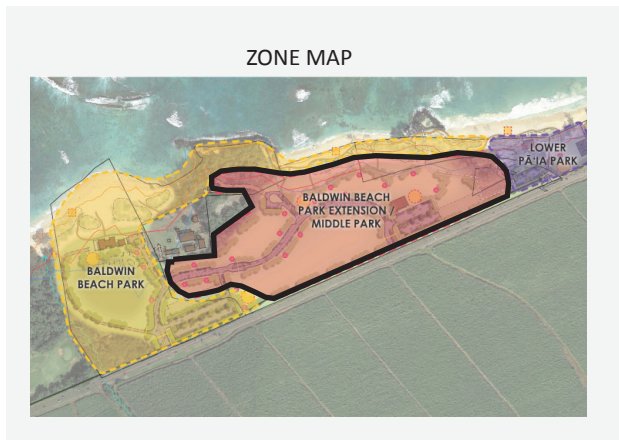 ZONE MAP
LOWER
PĀ'IA PARK
BALDWIN BEACH
PARK EXTENSION /
MIDDLE PARK
BALDWIN
BEACH PARK